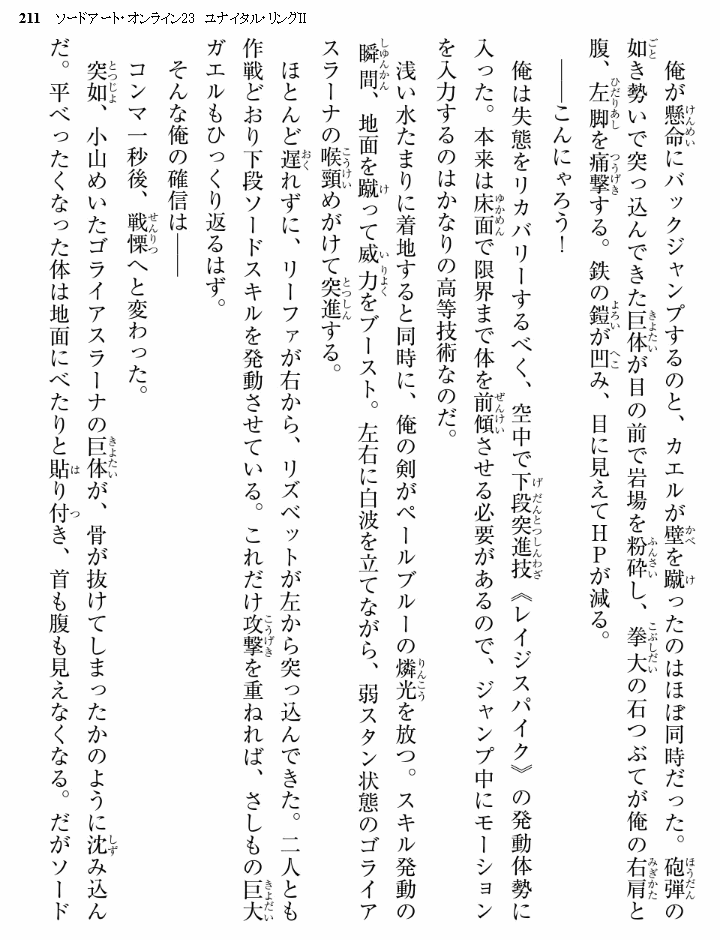 211 ソードアート・オンライン23 ユナイタル・リングⅡ
俺が懸命にバックジャンプするのと、カエルが壁を蹴ったのはほぼ同時だった。砲弾の
如き勢いで突っ込んできた巨体が目の前で岩場を粉砕し、拳大の石つぶてが俺の右肩と
腹、左脚を痛撃する。鉄の鎧が凹み、目に見えてＨＰが減る。
――こんにゃろう！
俺は失態をリカバリーするべく、空中で下段突進技《レイジスパイク》の発動体勢に
入った。本来は床面で限界まで体を前傾させる必要があるので、ジャンプ中にモーション
を入力するのはかなりの高等技術なのだ。
浅い水たまりに着地すると同時に、俺の剣がペールブルーの燐光を放つ。スキル発動の
瞬間、地面を蹴って威力をブースト。左右に白波を立てながら、弱スタン状態のゴライア
スラーナの喉頸めがけて突進する。
ほとんど遅れずに、リーファが右から、リズベットが左から突っ込んできた。二人とも
作戦どおり下段ソードスキルを発動させている。これだけ攻撃を重ねれば、さしもの巨大
ガエルもひっくり返るはず。
そんな俺の確信は――
コンマ一秒後、戦慄へと変わった。
突如、小山めいたゴライアスラーナの巨体が、骨が抜けてしまったかのように沈み込ん
だ。平べったくなった体は地面にべたりと貼り付き、首も腹も見えなくなる。だがソード